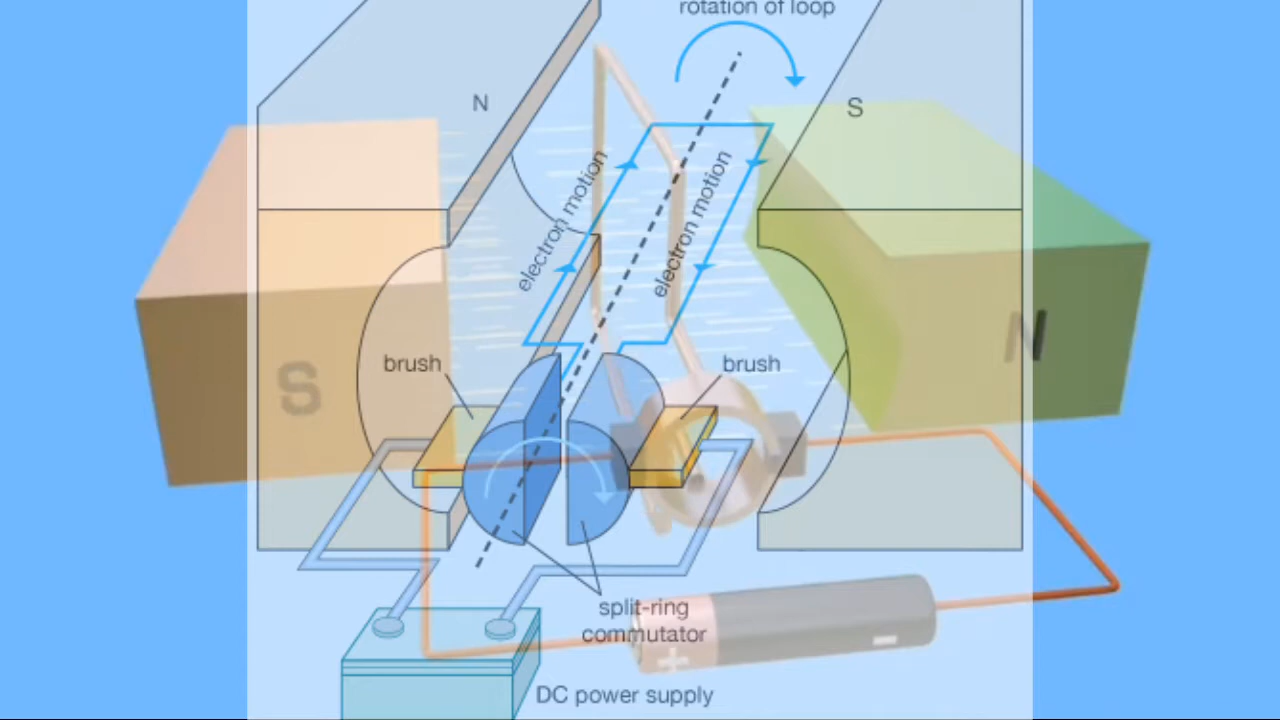 rotation of loop
N
S
electron motion
electron motion
N
S
brush
brush
split-ring
commutator
+
−
DC power supply